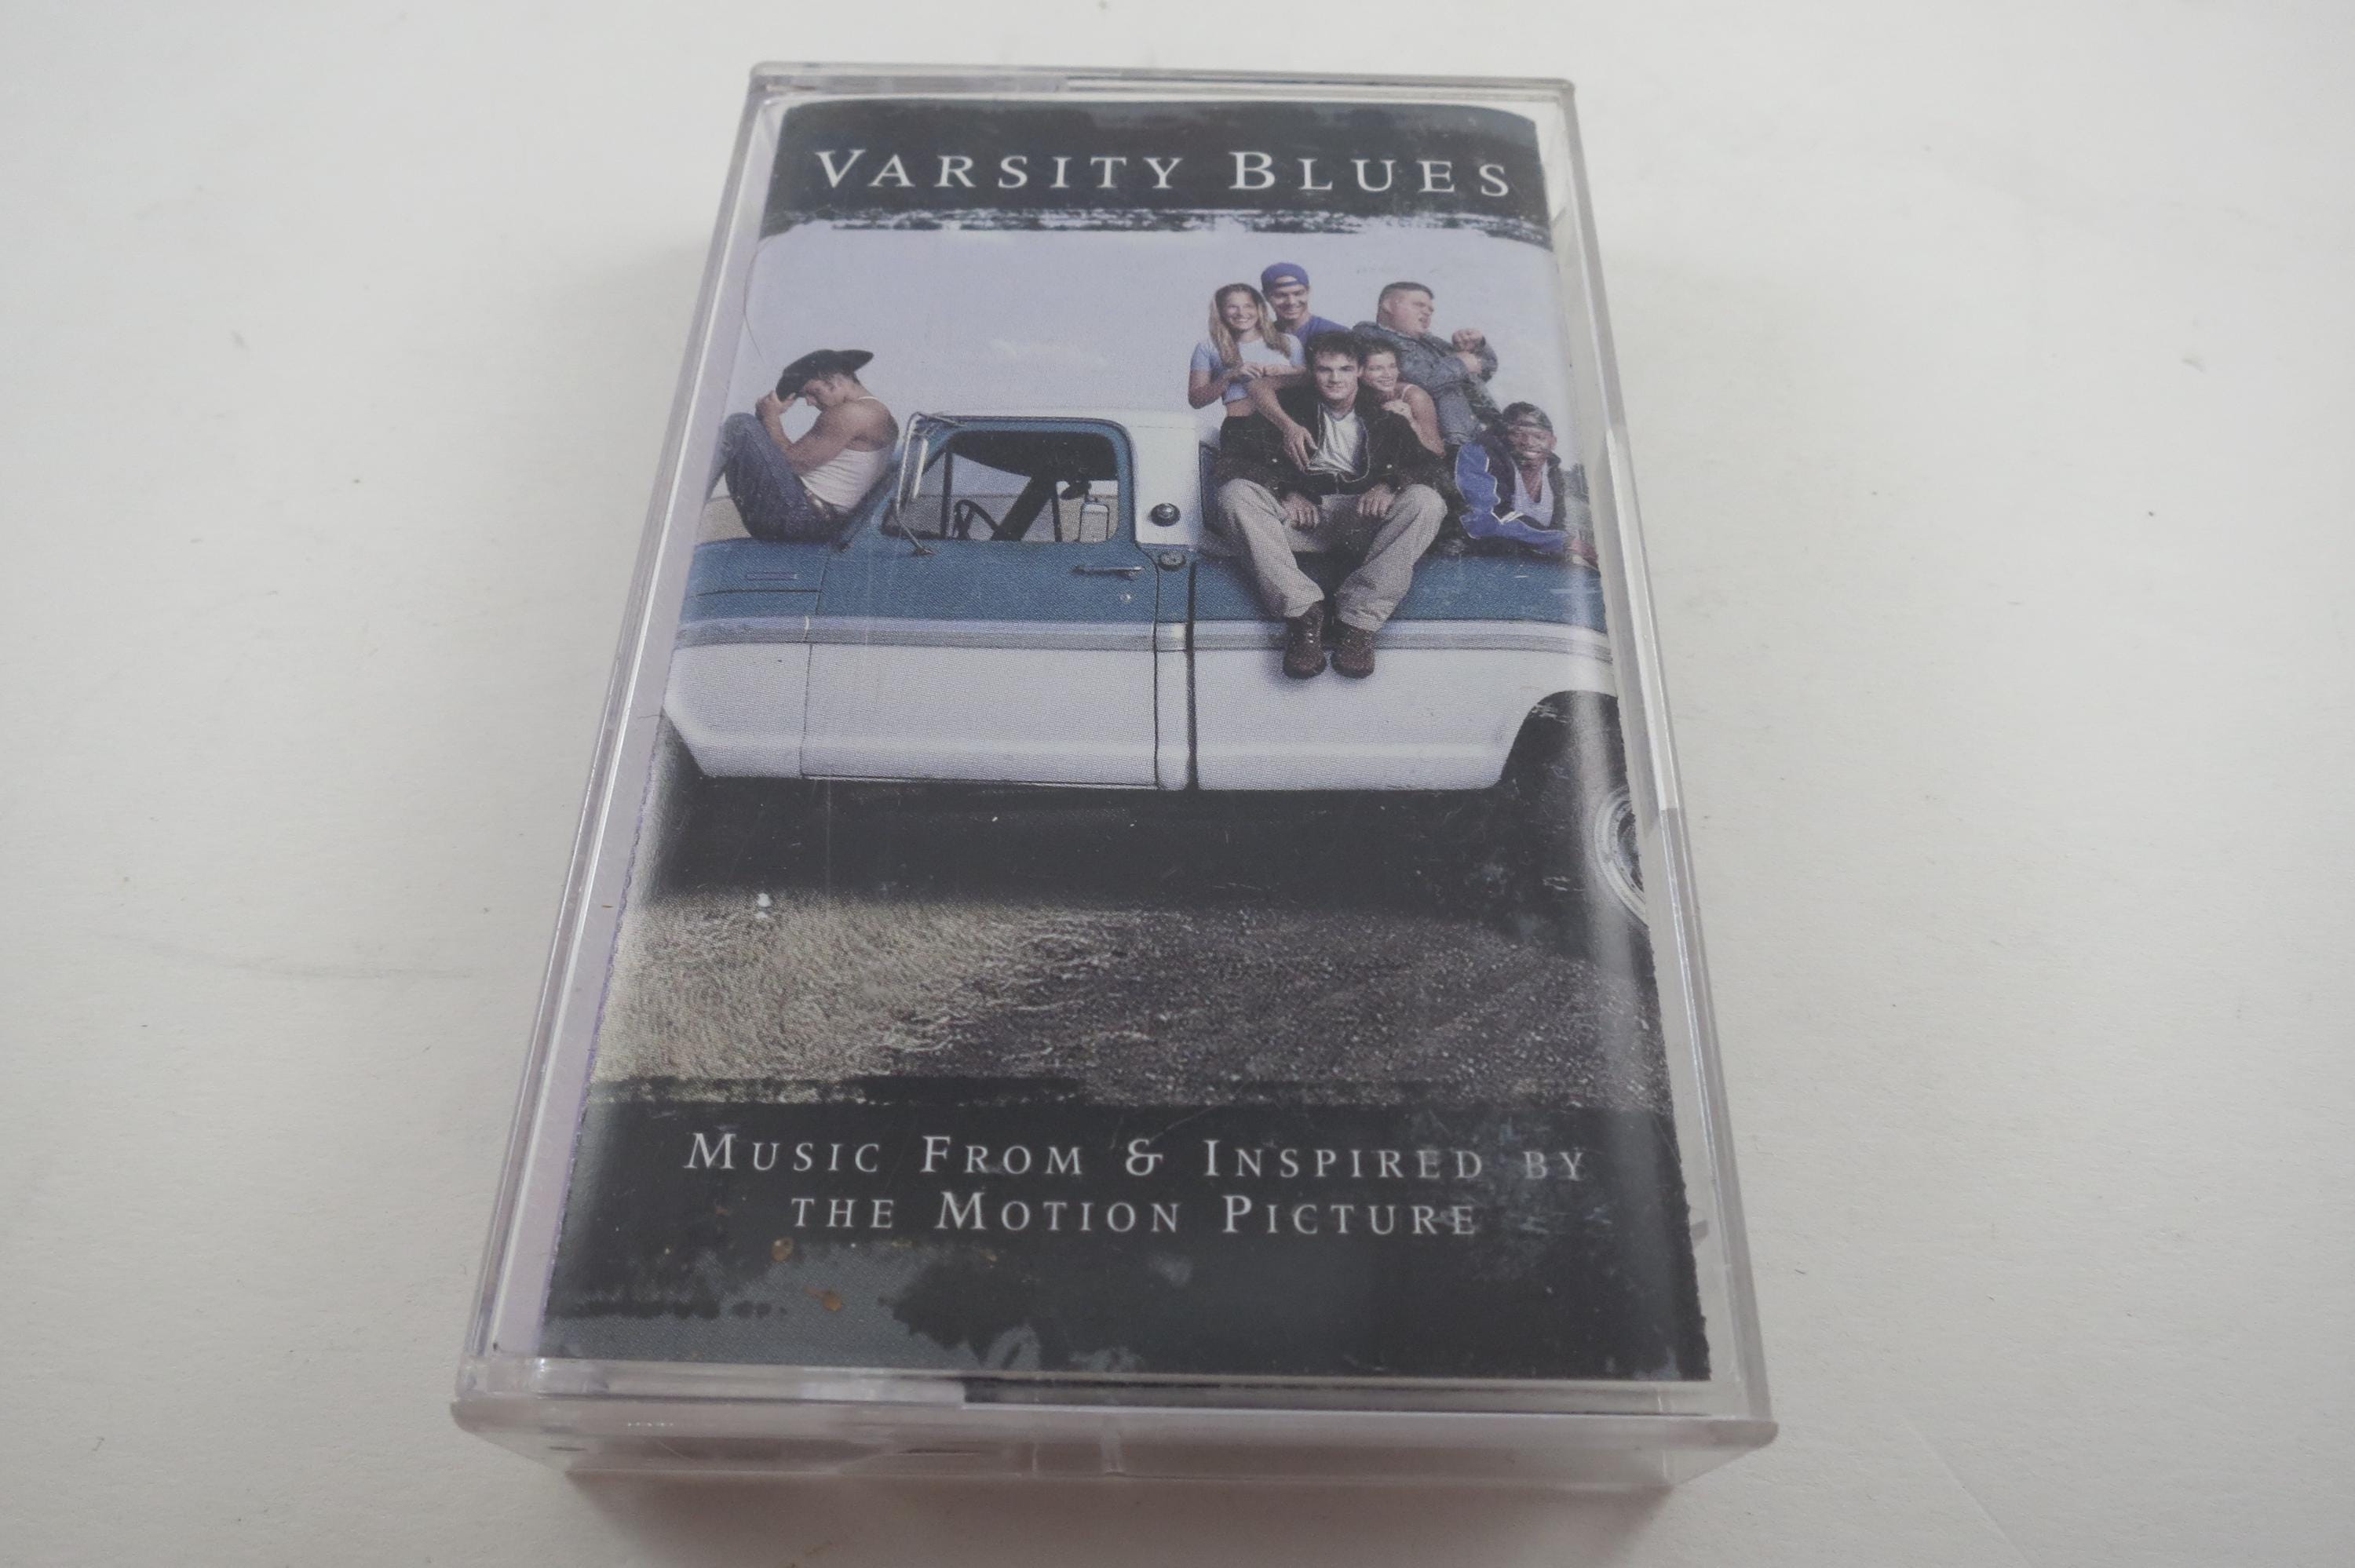 VARSITY BLUES
MUSIC FROM & INSPIRED BY
THE MOTION PICTURE